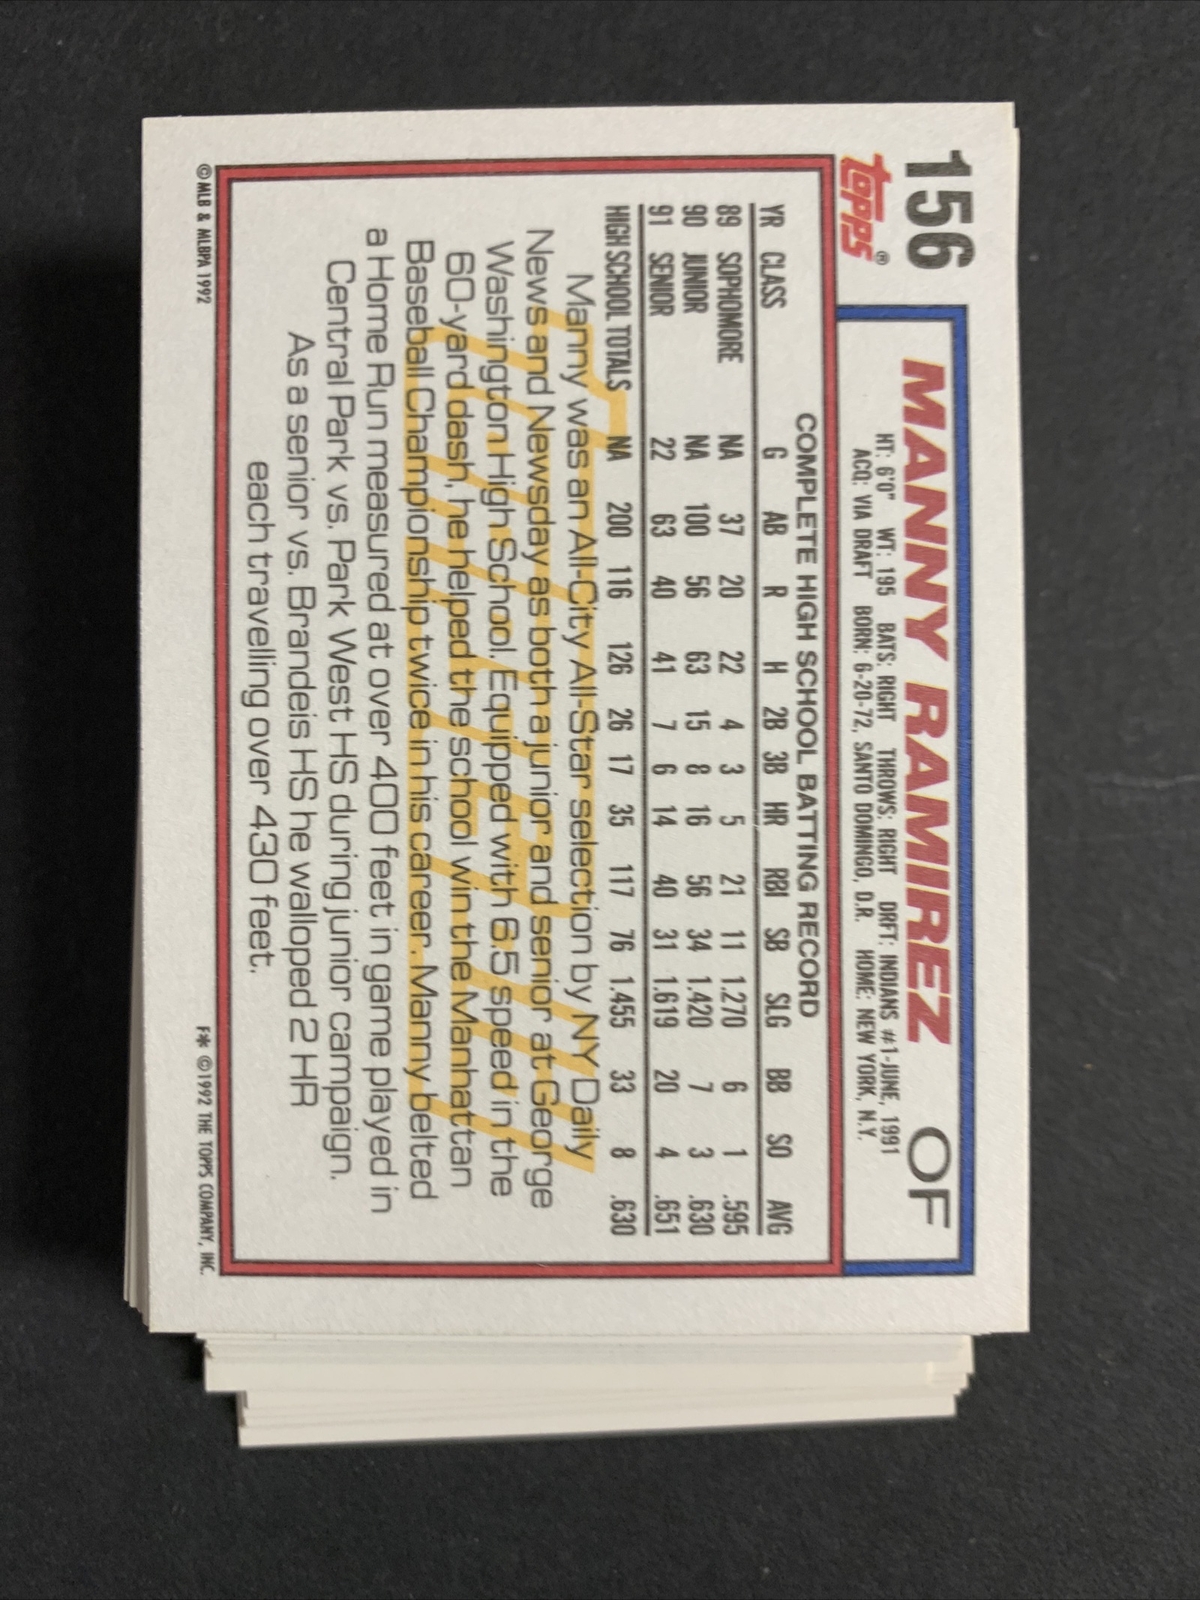 156
Topps®
MANNY RAMIREZ OF
HT: 6'0" WT: 195 BATS: RIGHT THROWS: RIGHT DRFT: INDIANS #1-JUNE, 1991
ACQ: VIA DRAFT BORN: 6-20-72, SANTO DOMINGO, D.R. HOME: NEW YORK, N.Y.
COMPLETE HIGH SCHOOL BATTING RECORD
YR CLASS G AB R H 2B 3B HR RBI SB SLG BB SO AVG
89 SOPHOMORE NA 37 20 22 4 3 5 21 11 1.270 6 1 .595
90 JUNIOR NA 100 56 63 15 8 16 56 34 1.420 7 3 .630
91 SENIOR 22 63 40 41 7 6 14 40 31 1.619 20 4 .651
HIGH SCHOOL TOTALS NA 200 116 126 26 17 35 117 76 1.455 33 8 .630
Manny was an All-City All-Star selection by NY Daily
News and Newsday as both a junior and senior at George
Washington High School. Equipped with 6.5 speed in the
60-yard dash, he helped the school win the Manhattan
Baseball Championship twice in his career. Manny belted
a Home Run measured at over 400 feet in game played in
Central Park vs. Park West HS during junior campaign.
As a senior vs. Brandeis HS he walloped 2 HR
each travelling over 430 feet.
© MLB & MLBPA 1992
F✻ ©1992 THE TOPPS COMPANY, INC.